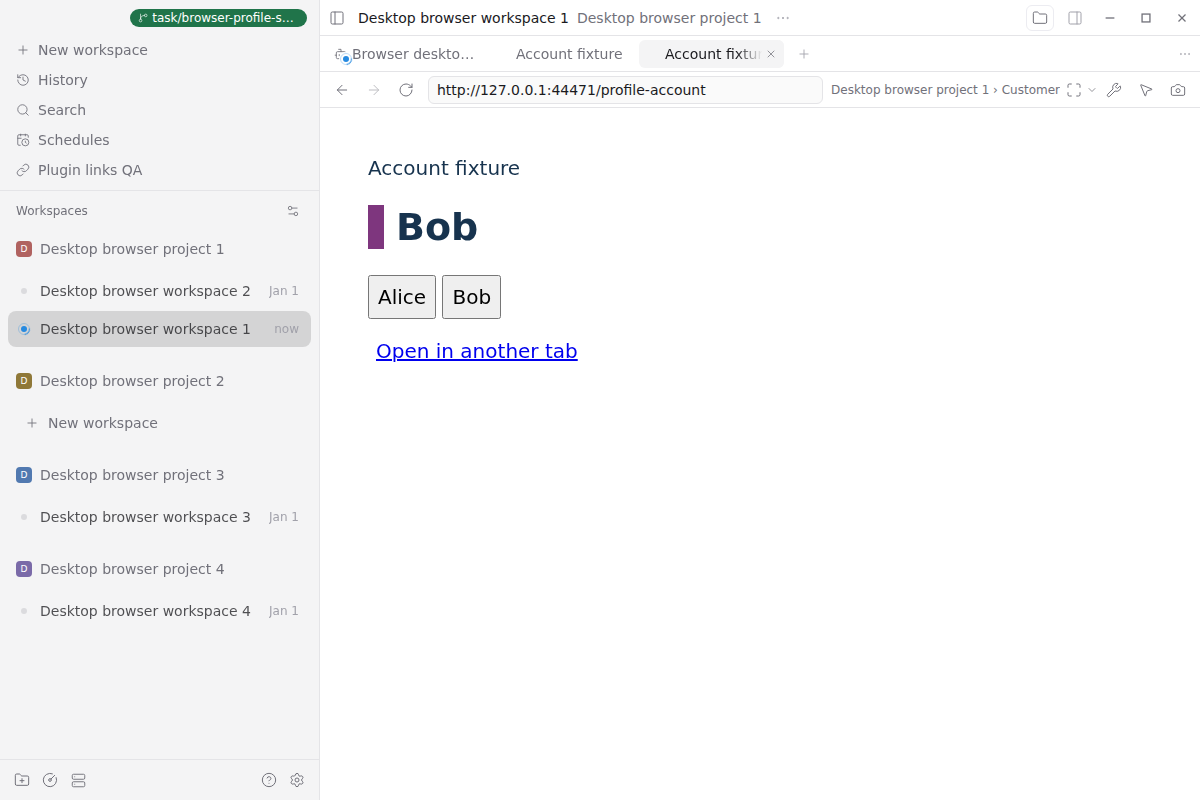 task/browser-profile-s...
New workspace
History
Search
Schedules
Plugin links QA
Workspaces
D Desktop browser project 1
Desktop browser workspace 2 Jan 1
Desktop browser workspace 1 now
D Desktop browser project 2
New workspace
D Desktop browser project 3
Desktop browser workspace 3 Jan 1
D Desktop browser project 4
Desktop browser workspace 4 Jan 1
Desktop browser workspace 1 Desktop browser project 1
Browser deskto... Account fixture Account fixtur
http://127.0.0.1:44471/profile-account Desktop browser project 1 › Customer
Account fixture
Bob
Alice Bob
Open in another tab